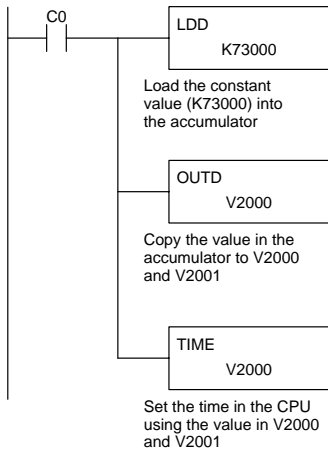 C0
LDD
K73000
Load the constant
value (K73000) into
the accumulator
OUTD
V2000
Copy the value in the
accumulator to V2000
and V2001
TIME
V2000
Set the time in the CPU
using the value in V2000
and V2001